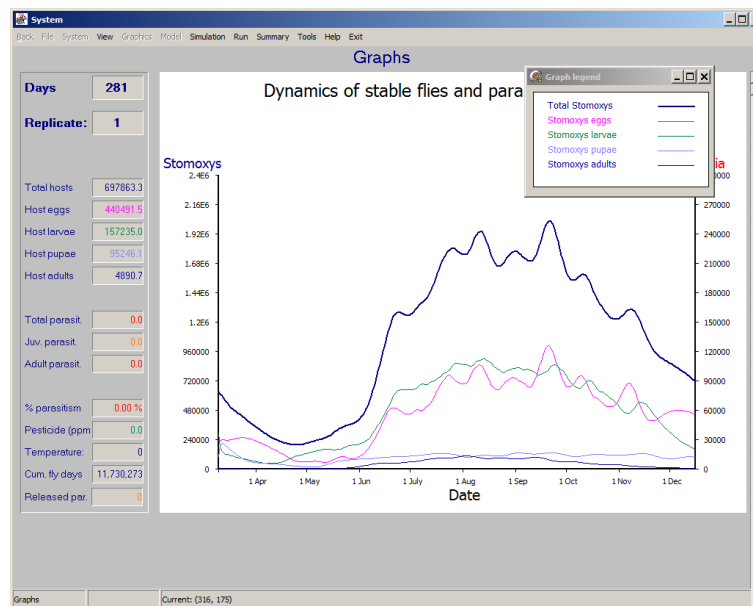 System
Back File System View Graphics Model Simulation Run Summary Tools Help Exit
Graphs
Days 281
Replicate: 1
Total hosts 697863.3
Host eggs 440491.5
Host larvae 157235.0
Host pupae 95246.1
Host adults 4890.7
Total parasit. 0.0
Juv. parasit. 0.0
Adult parasit. 0.0
% parasitism 0.00 %
Pesticide (ppm 0.0
Temperature: 0
Cum. fly days 11,730,273
Released par. 0
Dynamics of stable flies and para
Graph legend
Total Stomoxys
Stomoxys eggs
Stomoxys larvae
Stomoxys pupae
Stomoxys adults
Stomoxys
ia
2.4E6
2.16E6 270000
1.92E6 240000
1.68E6 210000
1.44E6 180000
1.2E6 150000
960000 120000
720000 90000
480000 60000
240000 30000
0 0
1 Apr 1 May 1 Jun 1 July 1 Aug 1 Sep 1 Oct 1 Nov 1 Dec
Date
Graphs
Current: (316, 175)